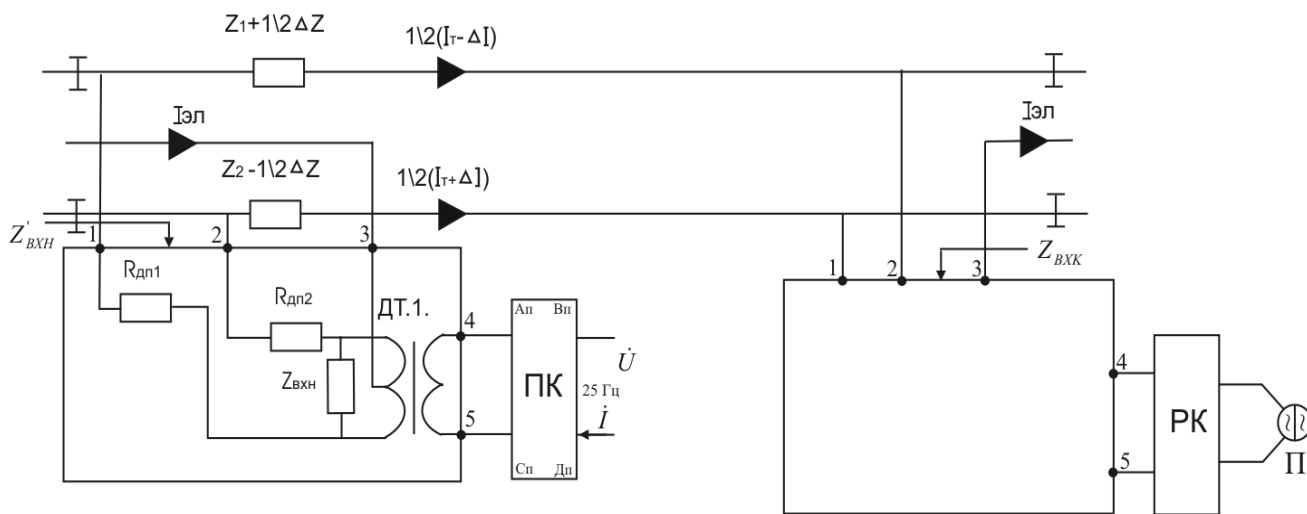 Z1+1\2ΔZ
1\2(Iт-ΔI)
Iэл
Iэл
Z2-1\2ΔZ
1\2(Iт+ΔI)
Z'ВХН
1
2
3
1
2
3
ZВХК
Rдп1
Rдп2
ДТ.1.
Zвхн
4
5
Ап
Вп
ПК
Сп
Дп
U̇
25 Гц
İ
4
5
РК
П